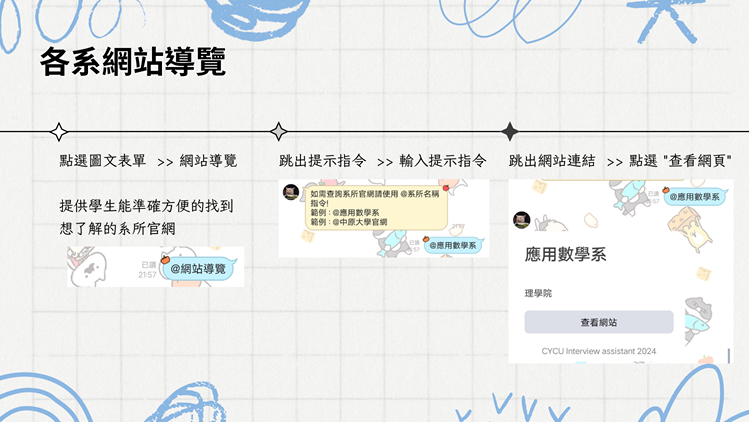 各系網站導覽
點選圖文表單 >> 網站導覽
提供學生能準確方便的找到
想了解的系所官網
已讀
21:57
@網站導覽
跳出提示指令 >> 輸入提示指令
如需查詢系所官網請使用 @系所名稱
指令!
範例：@應用數學系
範例：@中原大學官網
已讀
@應用數學系
跳出網站連結 >> 點選 "查看網頁"
已讀
@應用數學系
應用數學系
理學院
查看網站
CYCU Interview assistant 2024